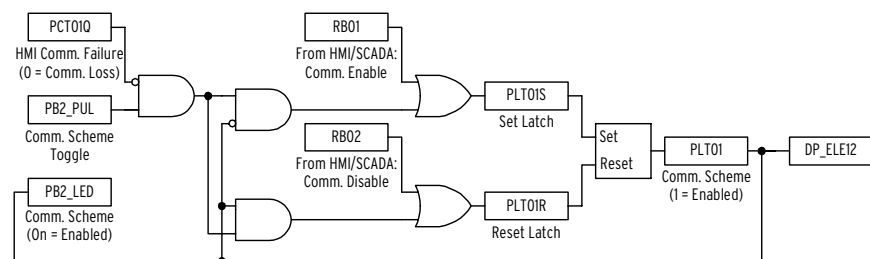 PCT01Q
HMI Comm. Failure
(0 = Comm. Loss)
PB2_PUL
Comm. Scheme
Toggle
PB2_LED
Comm. Scheme
(On = Enabled)
RB01
From HMI/SCADA:
Comm. Enable
RB02
From HMI/SCADA:
Comm. Disable
PLT01S
Set Latch
PLT01R
Reset Latch
Set
Reset
PLT01
Comm. Scheme
(1 = Enabled)
DP_ELE12